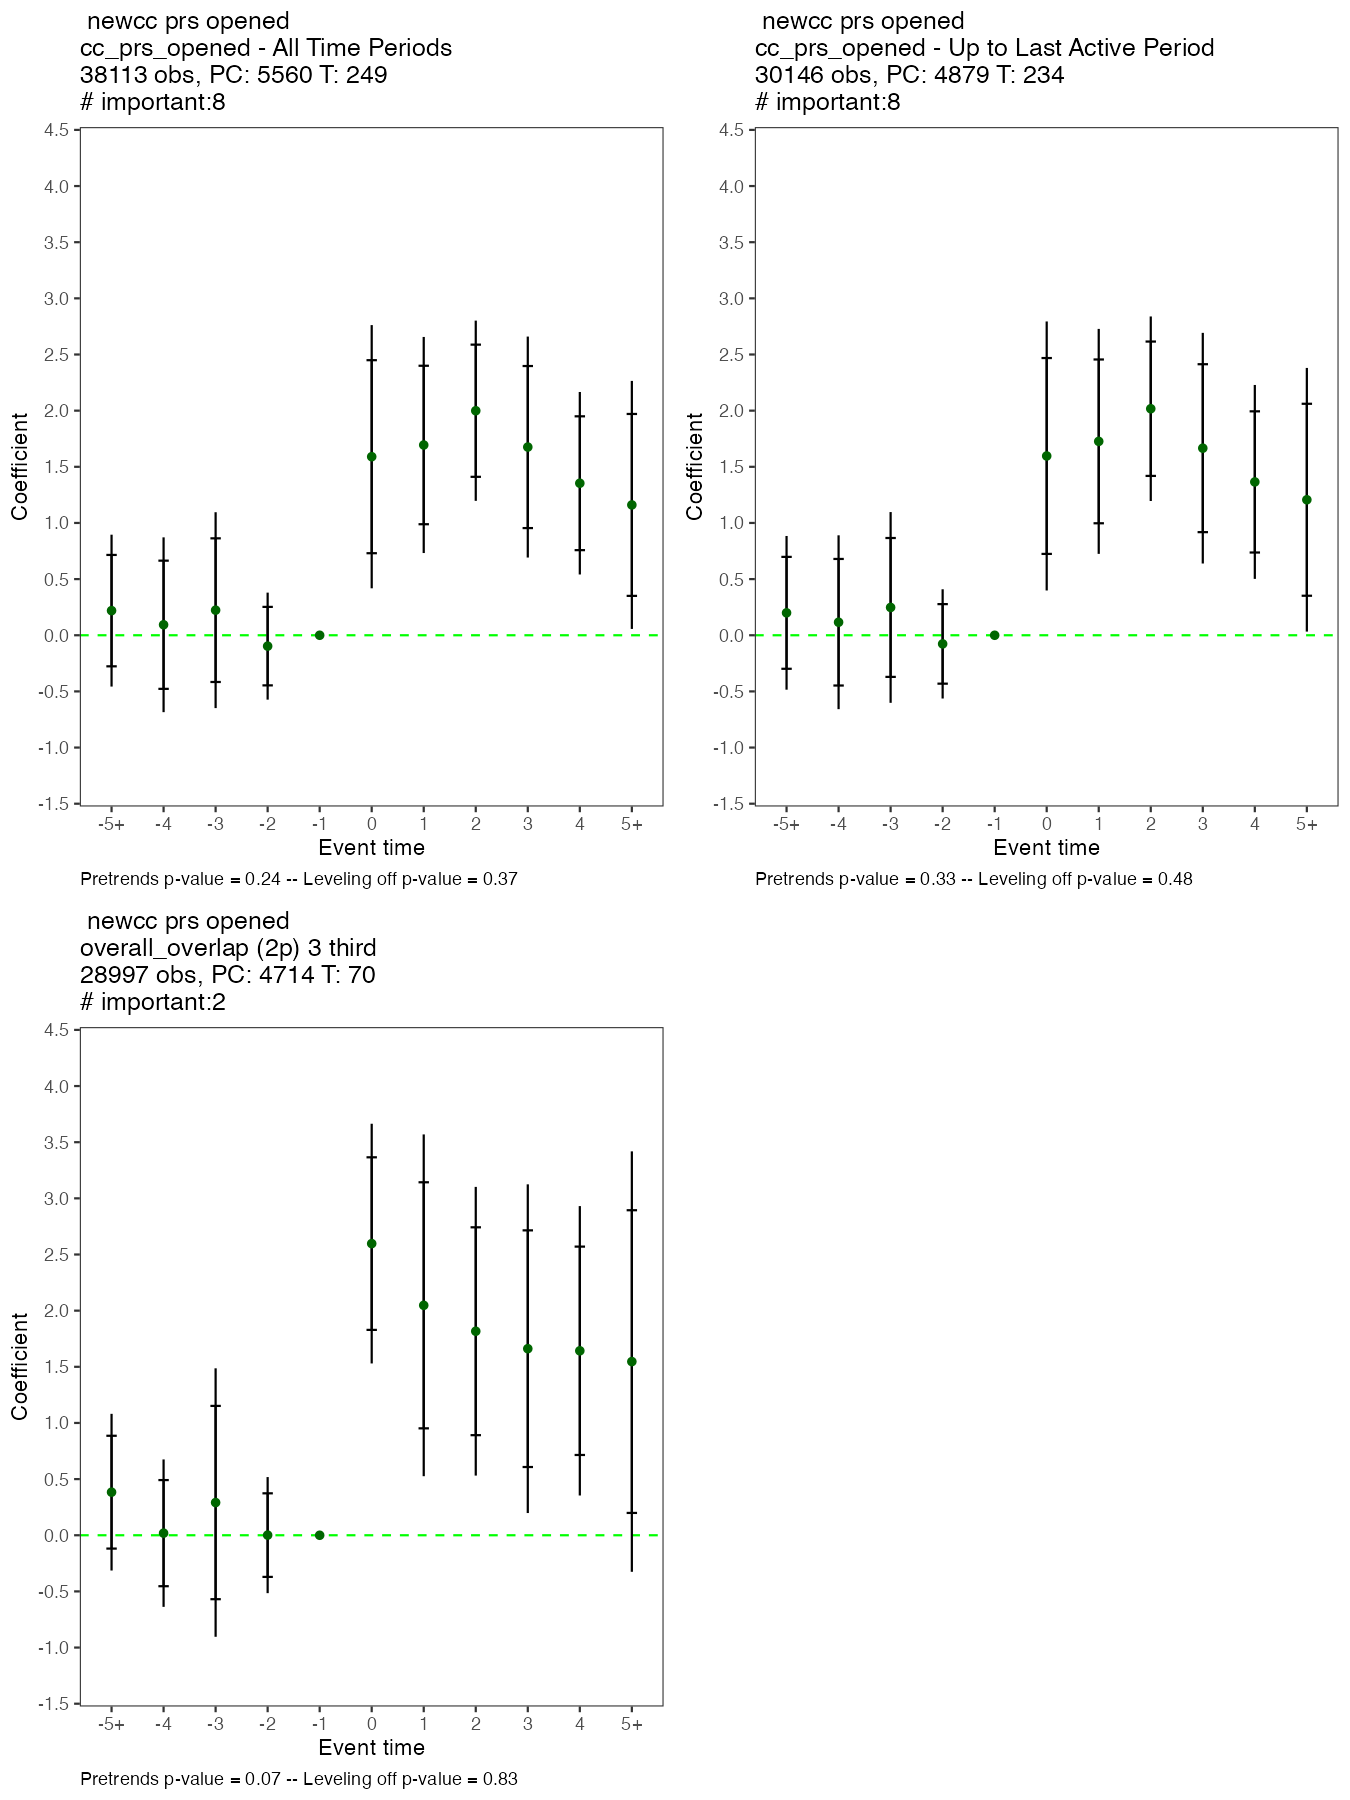 newcc prs opened
cc_prs_opened - All Time Periods
38113 obs, PC: 5560 T: 249
# important:8
4.5
4.0
3.5
3.0
2.5
2.0
1.5
1.0
0.5
0.0
-0.5
-1.0
-1.5
Coefficient
-5+ -4 -3 -2 -1 0 1 2 3 4 5+
Event time
Pretrends p-value = 0.24 -- Leveling off p-value = 0.37
newcc prs opened
cc_prs_opened - Up to Last Active Period
30146 obs, PC: 4879 T: 234
# important:8
4.5
4.0
3.5
3.0
2.5
2.0
1.5
1.0
0.5
0.0
-0.5
-1.0
-1.5
Coefficient
-5+ -4 -3 -2 -1 0 1 2 3 4 5+
Event time
Pretrends p-value = 0.33 -- Leveling off p-value = 0.48
newcc prs opened
overall_overlap (2p) 3 third
28997 obs, PC: 4714 T: 70
# important:2
4.5
4.0
3.5
3.0
2.5
2.0
1.5
1.0
0.5
0.0
-0.5
-1.0
-1.5
Coefficient
-5+ -4 -3 -2 -1 0 1 2 3 4 5+
Event time
Pretrends p-value = 0.07 -- Leveling off p-value = 0.83